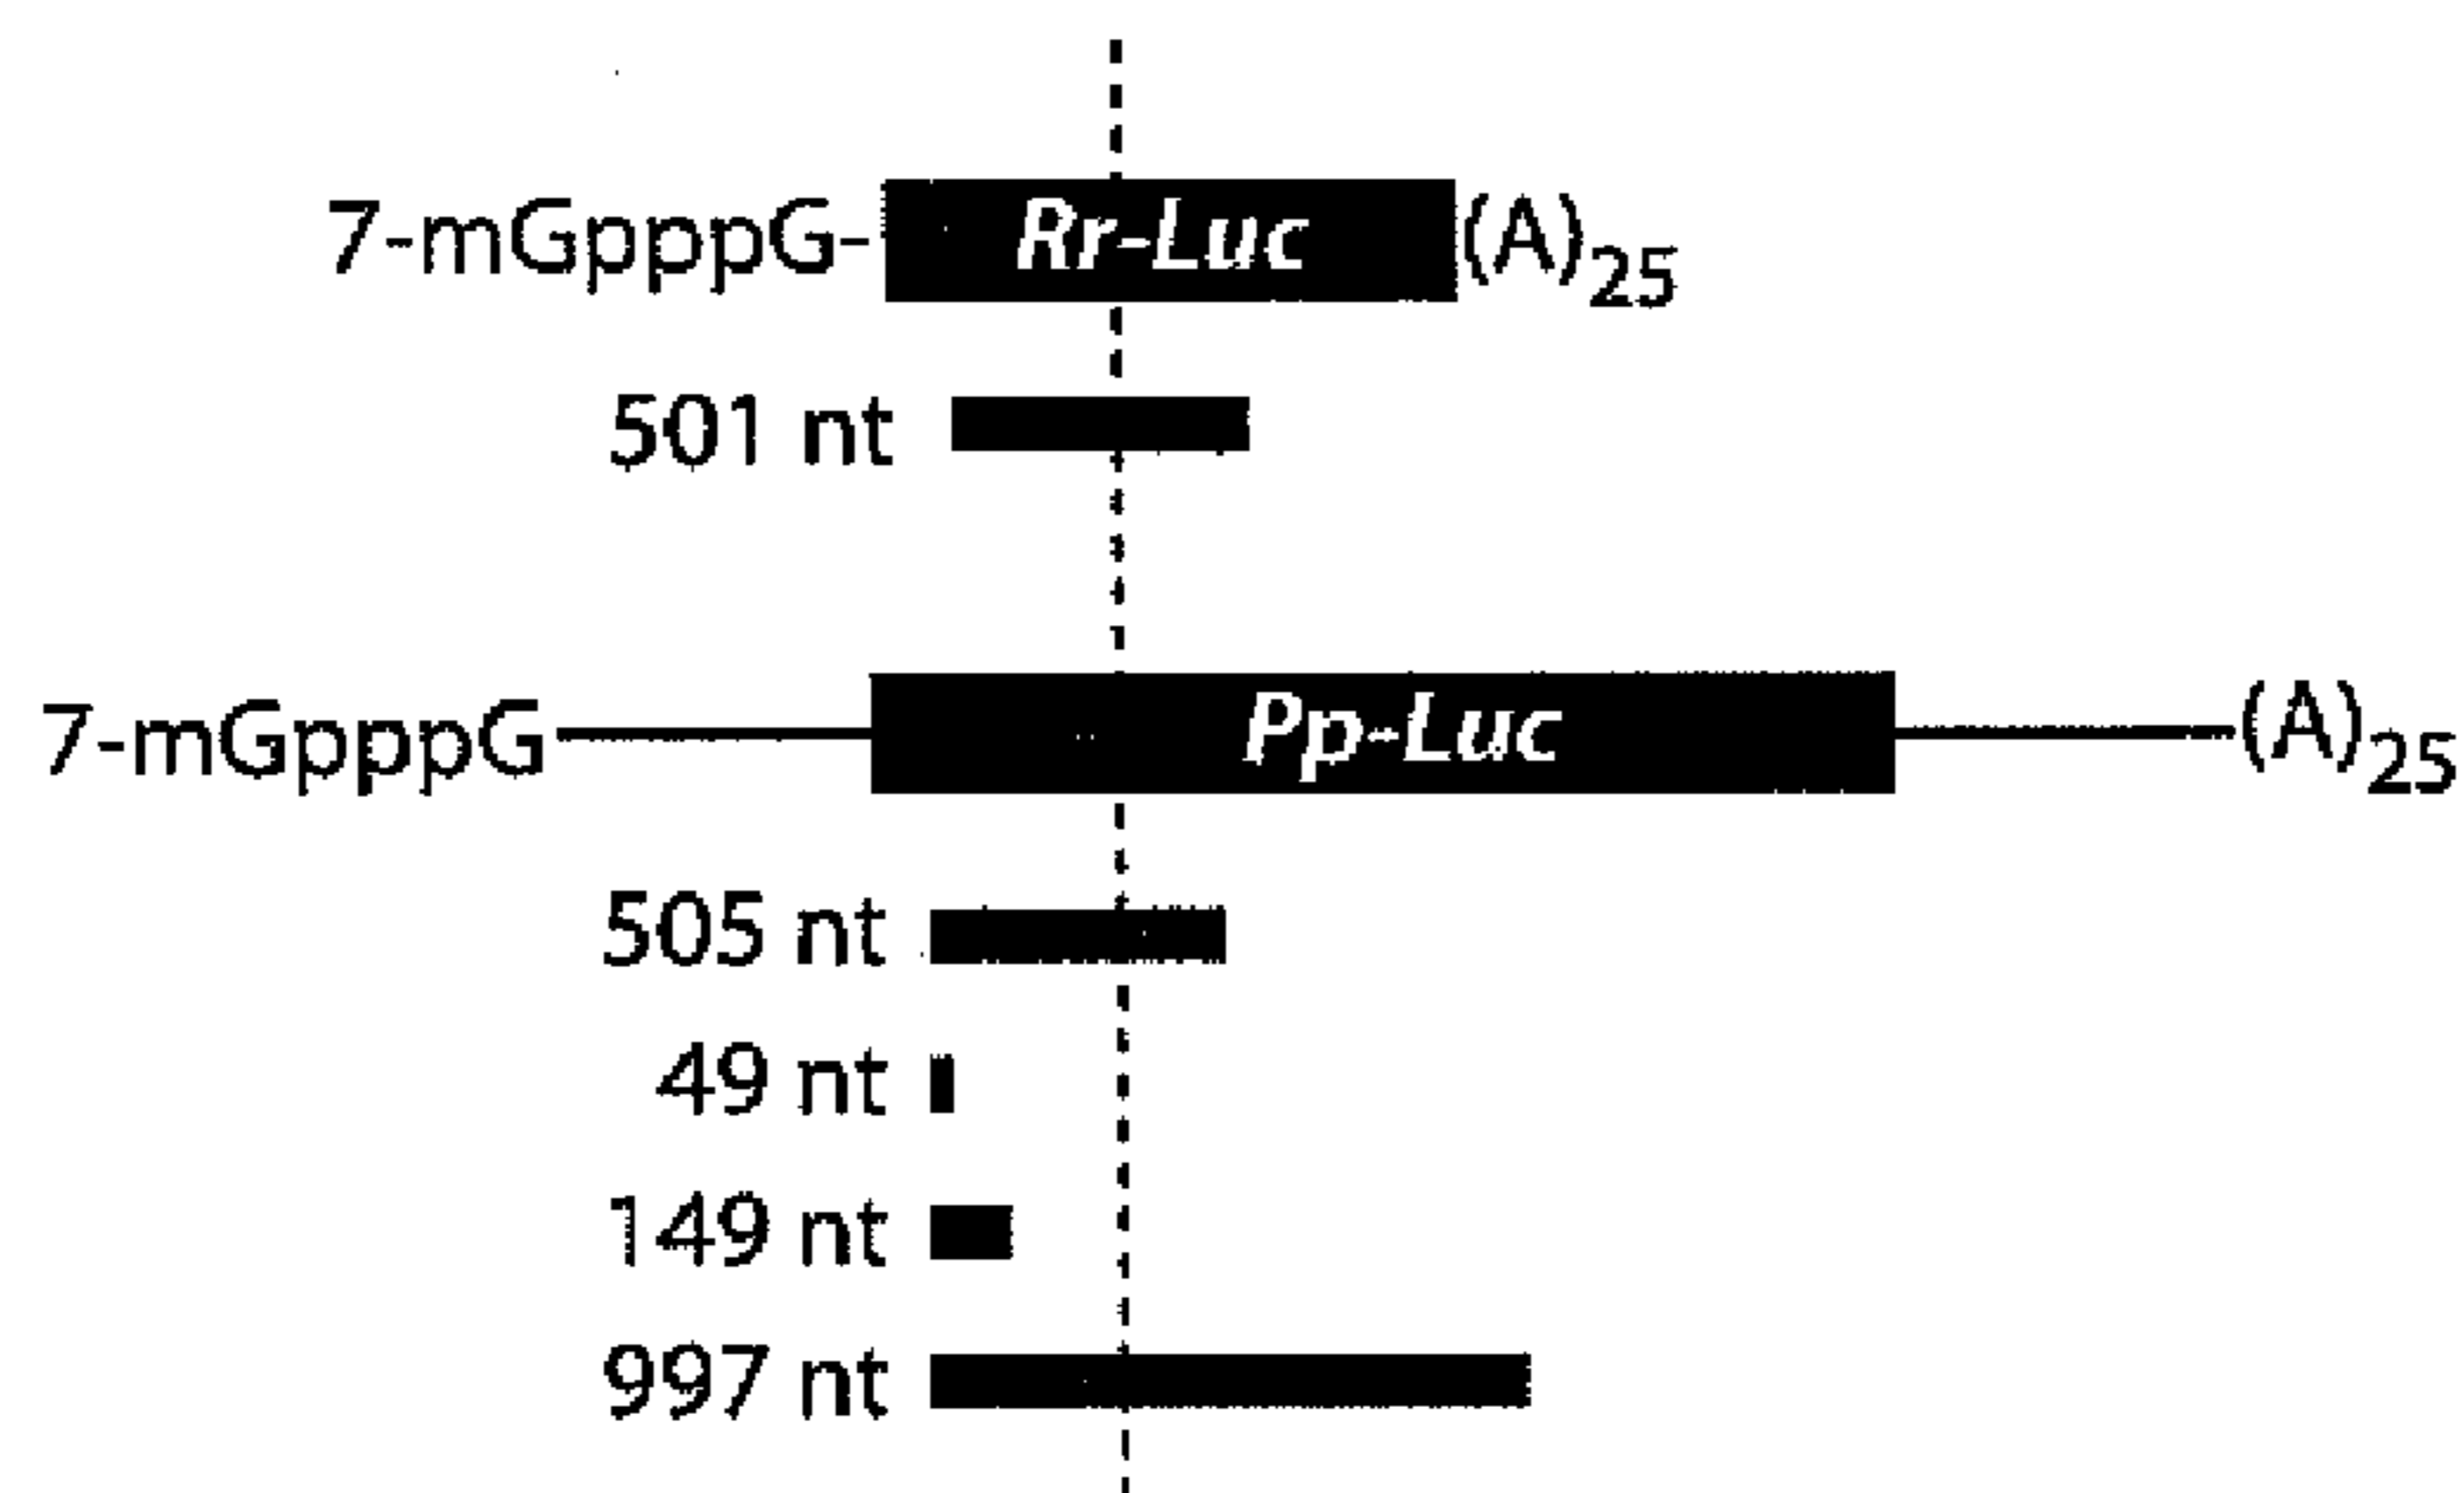 7-mGpppG-Rr-Luc(A)25
501 nt
7-mGpppG Pp-Luc (A)25
505 nt
49 nt
149 nt
997 nt